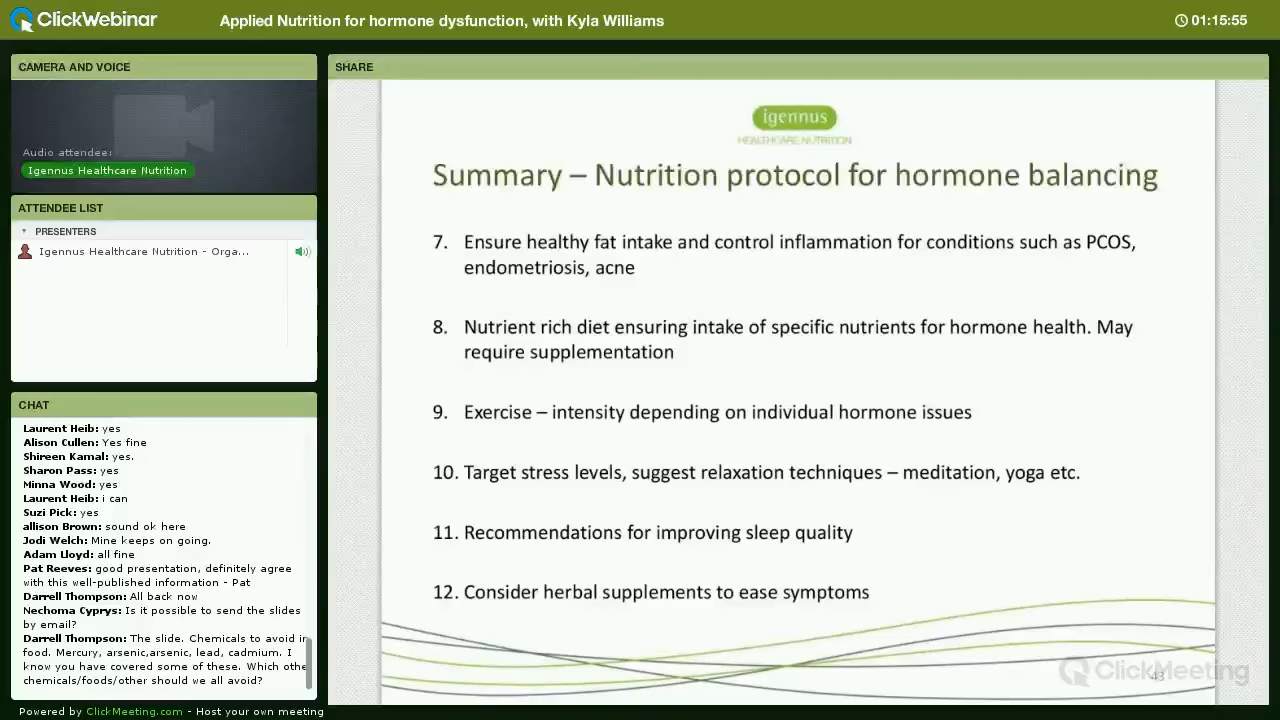 ClickWebinar
Applied Nutrition for hormone dysfunction, with Kyla Williams
01:15:55
CAMERA AND VOICE
Audio attendee:
Igennus Healthcare Nutrition
ATTENDEE LIST
PRESENTERS
Igennus Healthcare Nutrition - Orga...
CHAT
Laurent Heib: yes
Alison Cullen: Yes fine
Shireen Kamal: yes.
Sharon Pass: yes
Minna Wood: yes
Laurent Heib: i can
Suzi Pick: yes
allison Brown: sound ok here
Jodi Welch: Mine keeps on going.
Adam Lloyd: all fine
Pat Reeves: good presentation, definitely agree
with this well-published information - Pat
Darrell Thompson: All back now
Nechoma Cyprys: Is it possible to send the slides
by email?
Darrell Thompson: The slide. Chemicals to avoid in
food. Mercury, arsenic,arsenic, lead, cadmium. I
know you have covered some of these. Which othe
chemicals/foods/other should we all avoid?
Powered by ClickMeeting.com - Host your own meeting
SHARE
igennus
HEALTHCARE NUTRITION
Summary – Nutrition protocol for hormone balancing
7. Ensure healthy fat intake and control inflammation for conditions such as PCOS,
endometriosis, acne
8. Nutrient rich diet ensuring intake of specific nutrients for hormone health. May
require supplementation
9. Exercise – intensity depending on individual hormone issues
10. Target stress levels, suggest relaxation techniques – meditation, yoga etc.
11. Recommendations for improving sleep quality
12. Consider herbal supplements to ease symptoms
ClickMeeting
43